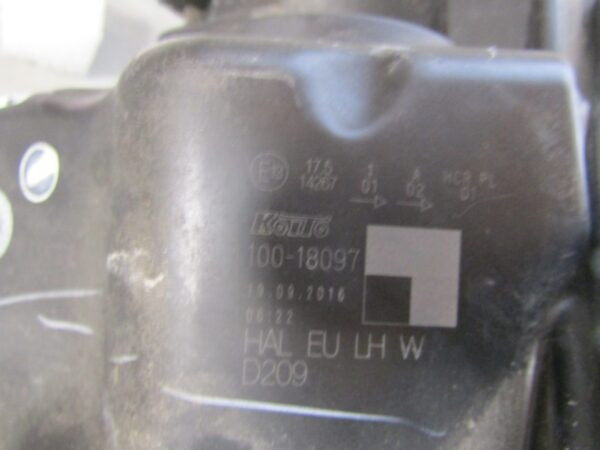 17.5 1 A HCR PL
14267 01 02 01
KOITO
100-18097
19.09.2016
06:22
HAL EU LH W
D209